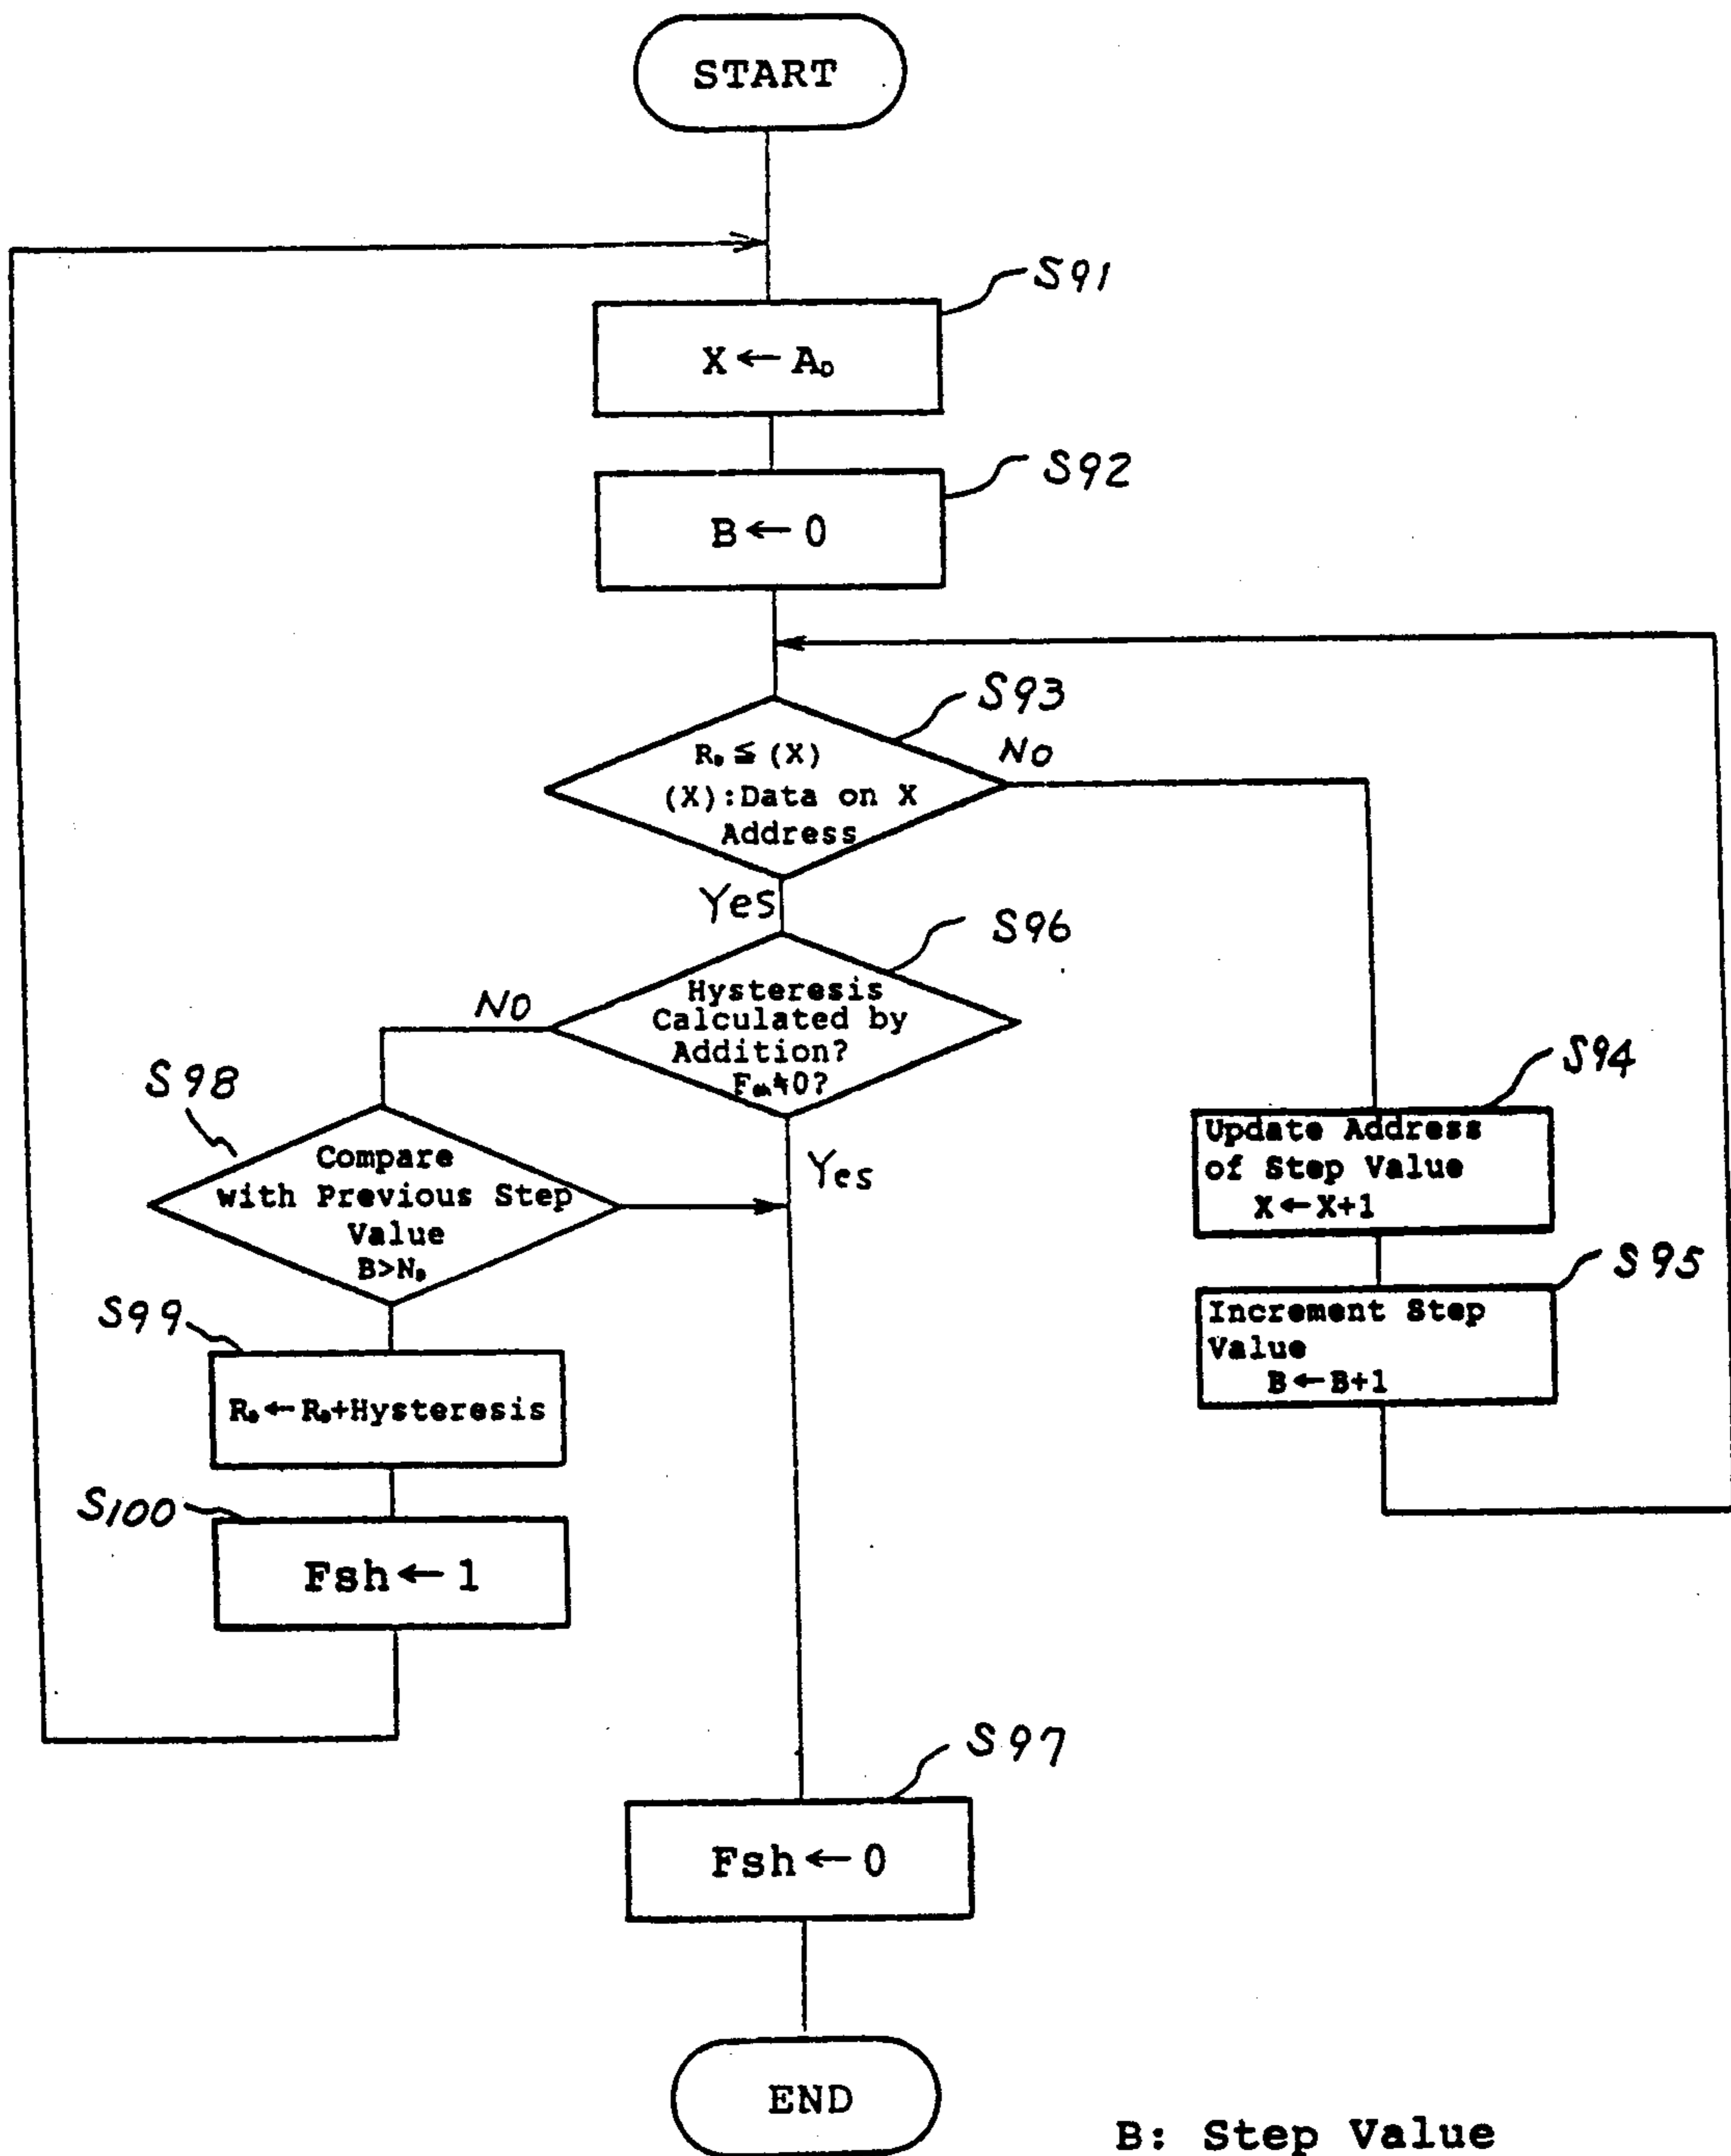 START
S91
X ← A₀
S92
B ← 0
S93
R₀ ≦ (X)
(X):Data on X
Address
NO
Yes
S96
Hysteresis
Calculated by
Addition?
≒0?
NO
Yes
S98
Compare
with Previous Step
Value
B>N₀
S94
Update Address
of Step Value
X←X+1
S95
Increment Step
Value
B←B+1
S99
R₀←R₀+Hysteresis
S100
Fsh ← 1
S97
Fsh ← 0
END
B: Step Value